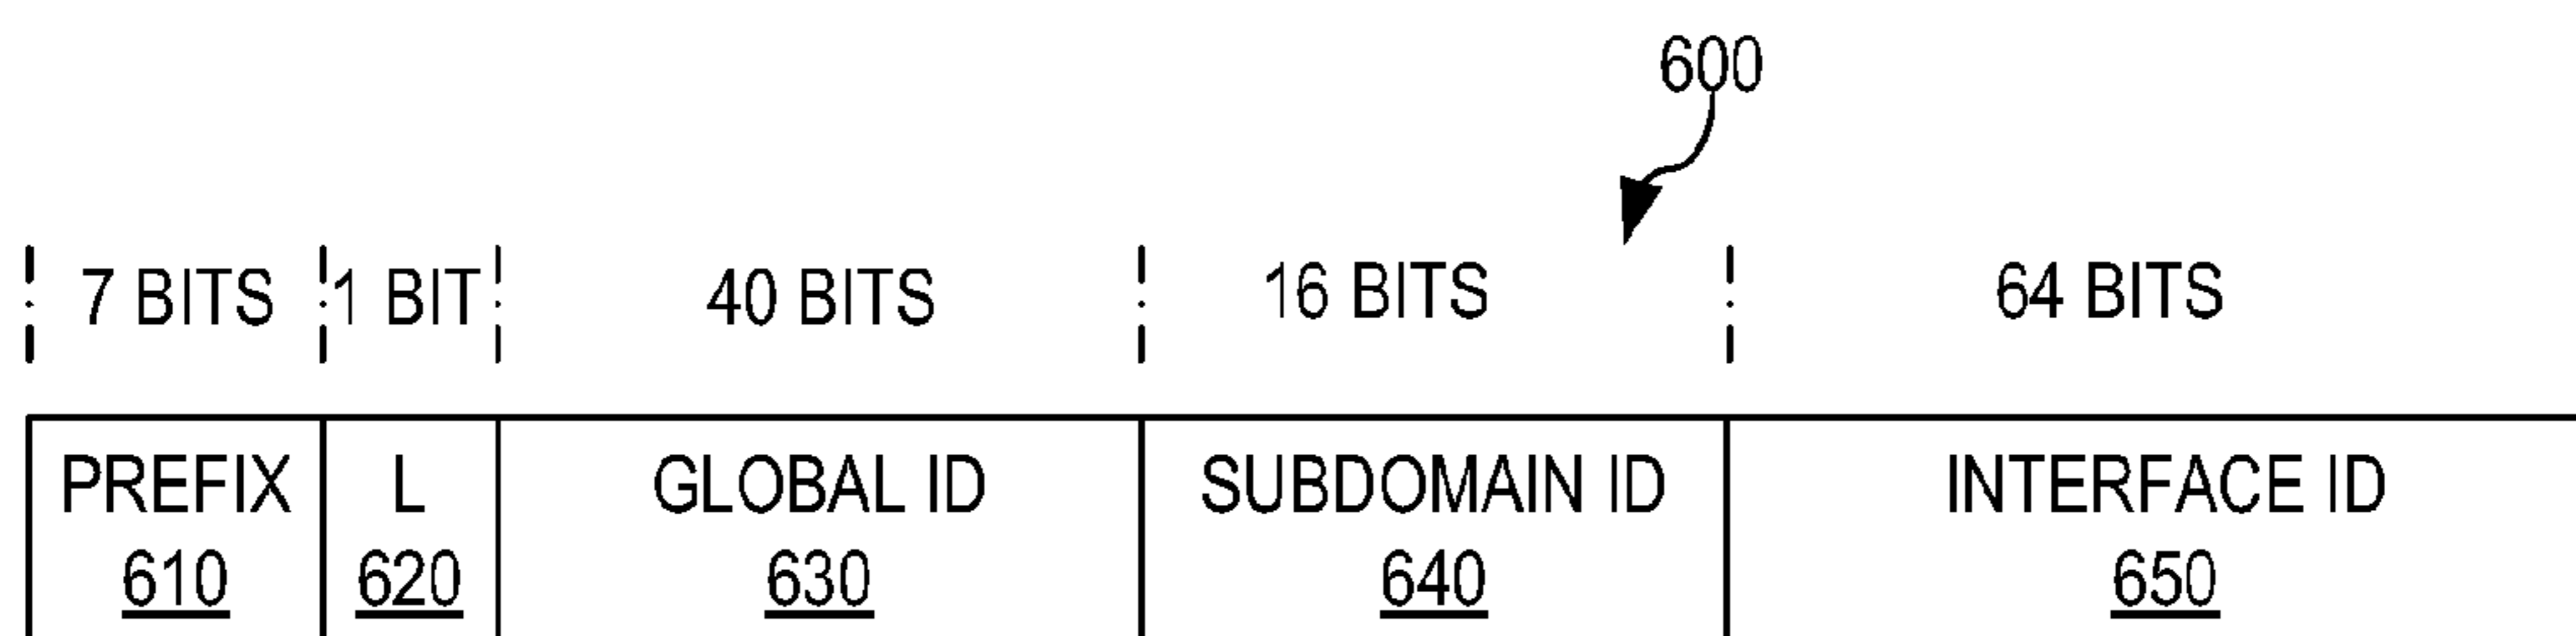 600
7 BITS 1 BIT 40 BITS 16 BITS 64 BITS
PREFIX L GLOBAL ID SUBDOMAIN ID INTERFACE ID
610 620 630 640 650